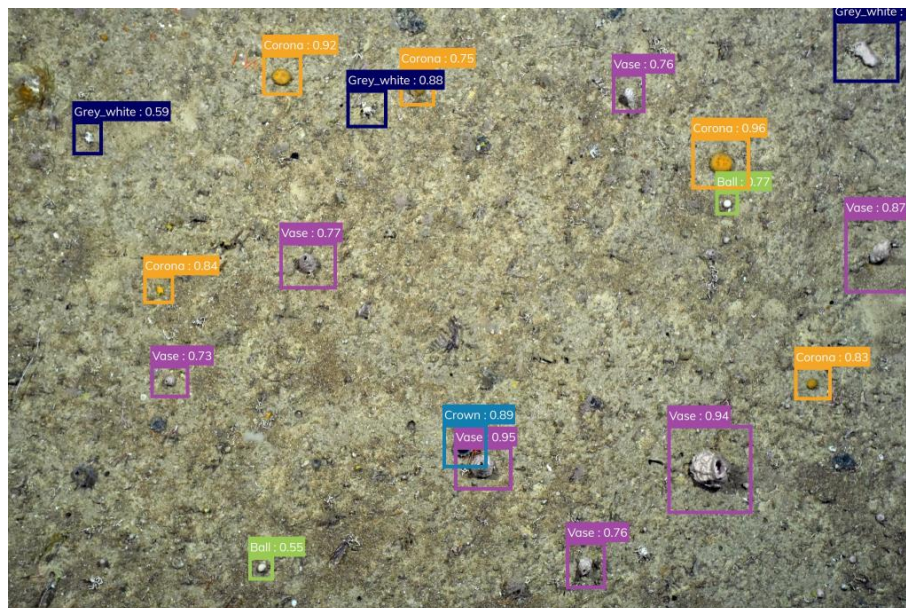 Grey_white :
Corona : 0.92
Corona : 0.75
Vase : 0.76
Grey_white : 0.88
Grey_white : 0.59
Corona : 0.96
Ball : 0.77
Vase : 0.87
Vase : 0.77
Corona : 0.84
Vase : 0.73
Corona : 0.83
Crown : 0.89
Vase : 0.94
Vase : 0.95
Vase : 0.76
Ball : 0.55